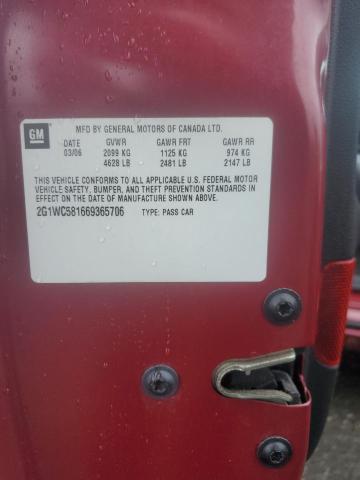 GM
MFD BY GENERAL MOTORS OF CANADA LTD.
DATE GVWR GAWR FRT GAWR RR
03/06 2099 KG 1125 KG 974 KG
4628 LB 2481 LB 2147 LB
THIS VEHICLE CONFORMS TO ALL APPLICABLE U.S. FEDERAL MOTOR
VEHICLE SAFETY, BUMPER, AND THEFT PREVENTION STANDARDS IN
EFFECT ON THE DATE OF MANUFACTURE SHOWN ABOVE.
2G1WC581669365706 TYPE: PASS CAR